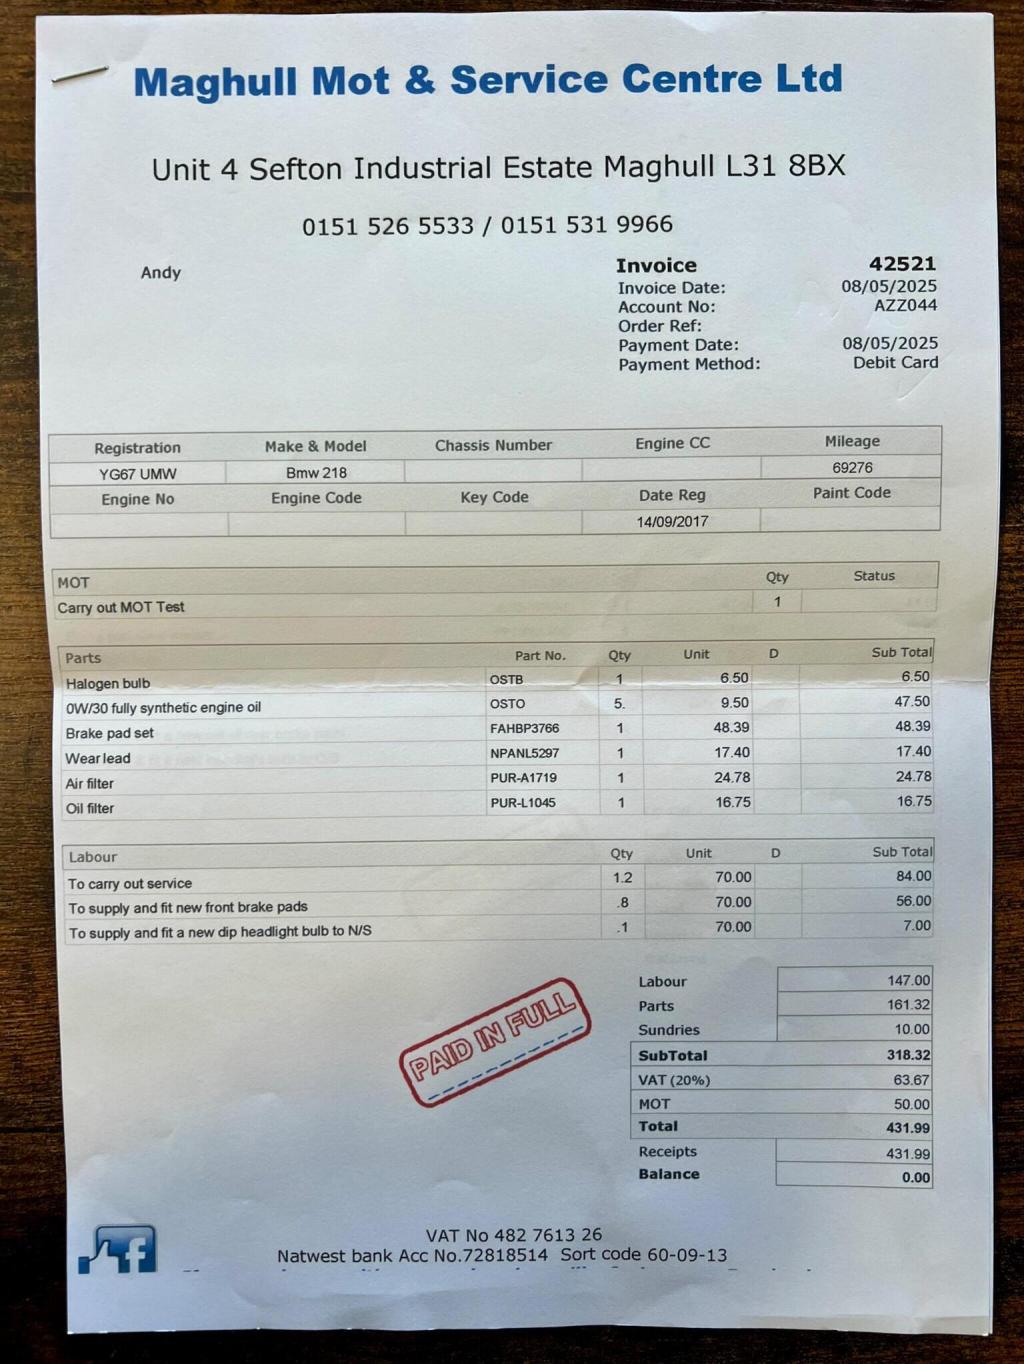 Maghull Mot & Service Centre Ltd
Unit 4 Sefton Industrial Estate Maghull L31 8BX
0151 526 5533 / 0151 531 9966
Andy
Invoice 42521
Invoice Date: 08/05/2025
Account No: AZZ044
Order Ref:
Payment Date: 08/05/2025
Payment Method: Debit Card
Registration Make & Model Chassis Number Engine CC Mileage
YG67 UMW Bmw 218 69276
Engine No Engine Code Key Code Date Reg Paint Code
14/09/2017
MOT Qty Status
Carry out MOT Test 1
Parts Part No. Qty Unit D Sub Total
Halogen bulb OSTB 1 6.50 6.50
0W/30 fully synthetic engine oil OSTO 5. 9.50 47.50
Brake pad set FAHBP3766 1 48.39 48.39
Wear lead NPANL5297 1 17.40 17.40
Air filter PUR-A1719 1 24.78 24.78
Oil filter PUR-L1045 1 16.75 16.75
Labour Qty Unit D Sub Total
To carry out service 1.2 70.00 84.00
To supply and fit new front brake pads .8 70.00 56.00
To supply and fit a new dip headlight bulb to N/S .1 70.00 7.00
Labour 147.00
Parts 161.32
Sundries 10.00
SubTotal 318.32
VAT (20%) 63.67
MOT 50.00
Total 431.99
Receipts 431.99
Balance 0.00
PAID IN FULL
VAT No 482 7613 26
Natwest bank Acc No.72818514 Sort code 60-09-13